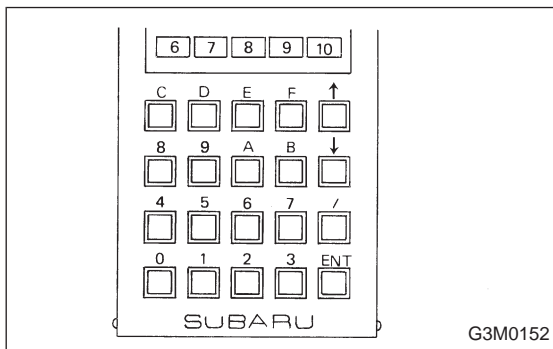 6 7 8 9 10
C D E F ↑
8 9 A B ↓
4 5 6 7 /
0 1 2 3 ENT
SUBARU
G3M0152